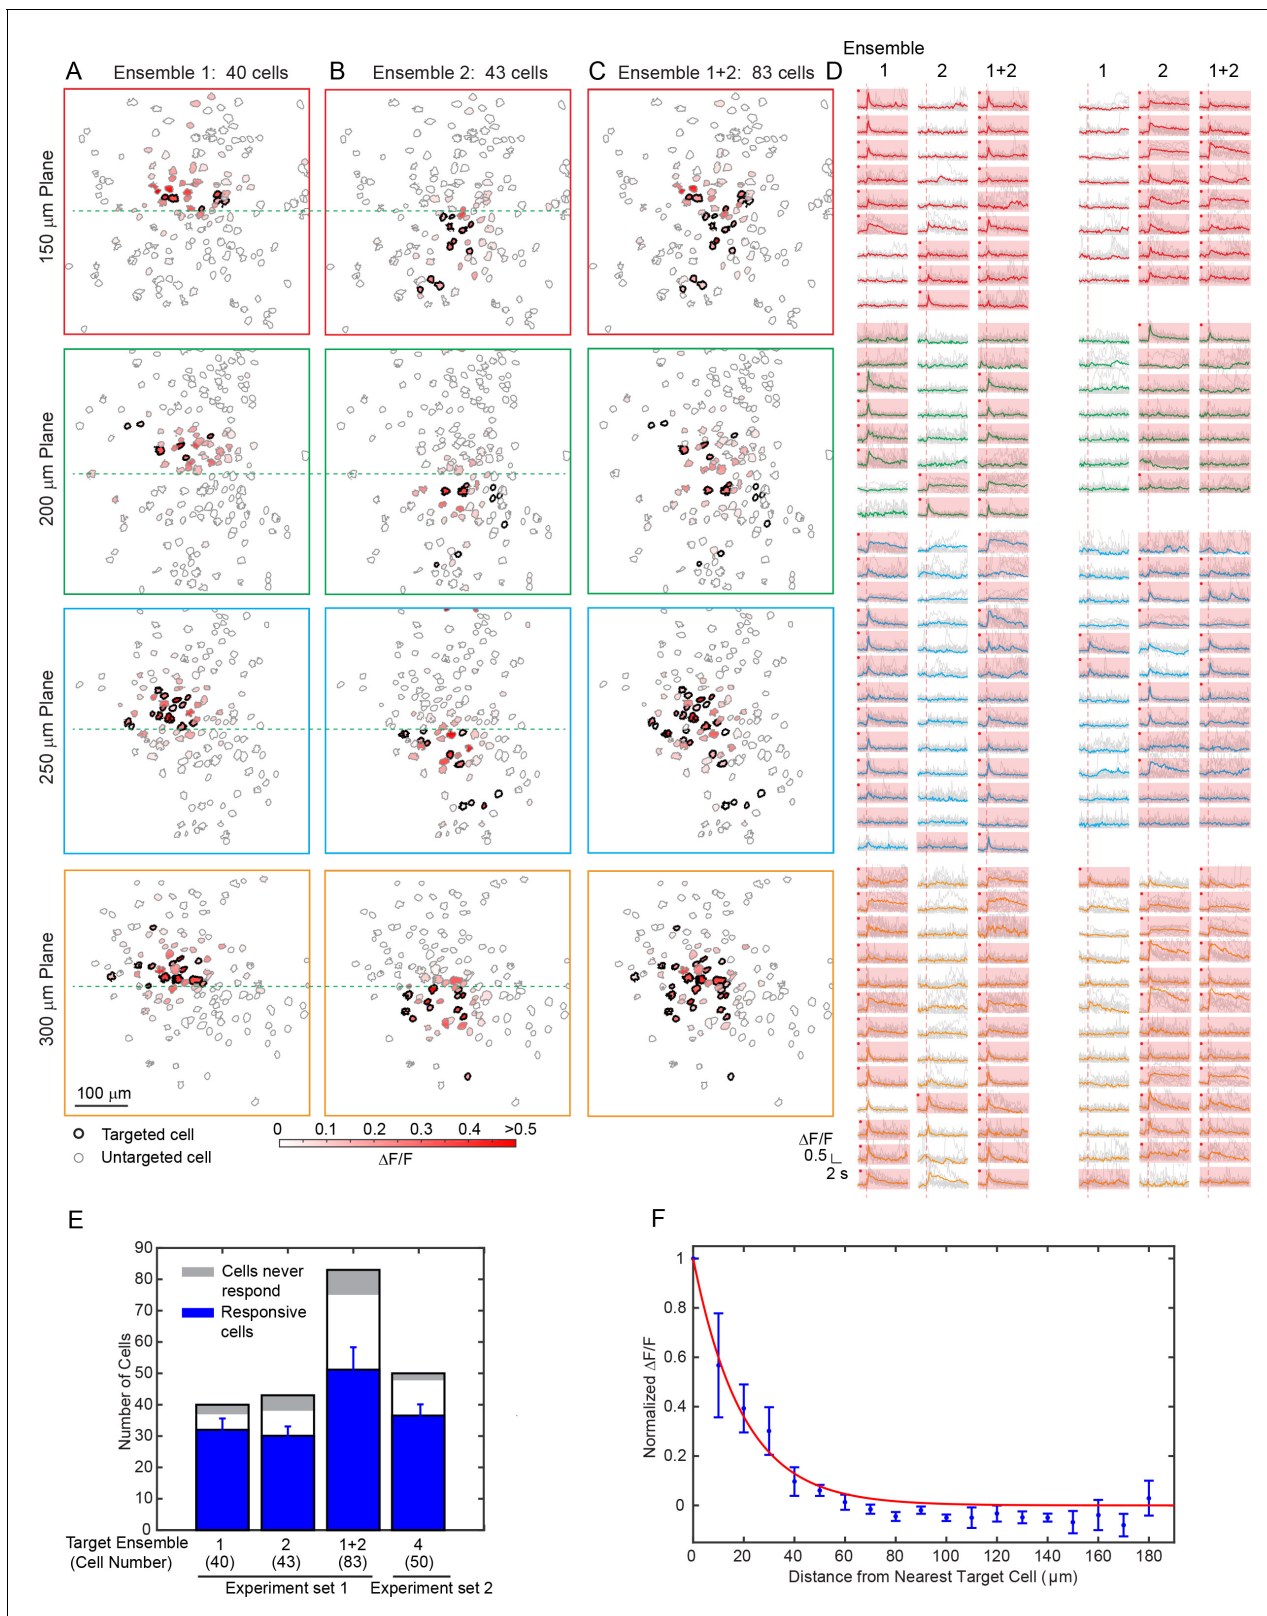 Ensemble
A Ensemble 1: 40 cells B Ensemble 2: 43 cells C Ensemble 1+2: 83 cells D 1 2 1+2 1 2 1+2
150 μm Plane
200 μm Plane
250 μm Plane
300 μm Plane
100 μm
Targeted cell
Untargeted cell
0 0.1 0.2 0.3 0.4 >0.5
ΔF/F
ΔF/F
0.5
2 s
E
Number of Cells
90
80
70
60
50
40
30
20
10
0
Cells never
respond
Responsive
cells
Target Ensemble 1 2 1+2 4
(Cell Number) (40) (43) (83) (50)
Experiment set 1 Experiment set 2
F
Normalized ΔF/F
1
0.8
0.6
0.4
0.2
0
0 20 40 60 80 100 120 140 160 180
Distance from Nearest Target Cell (μm)